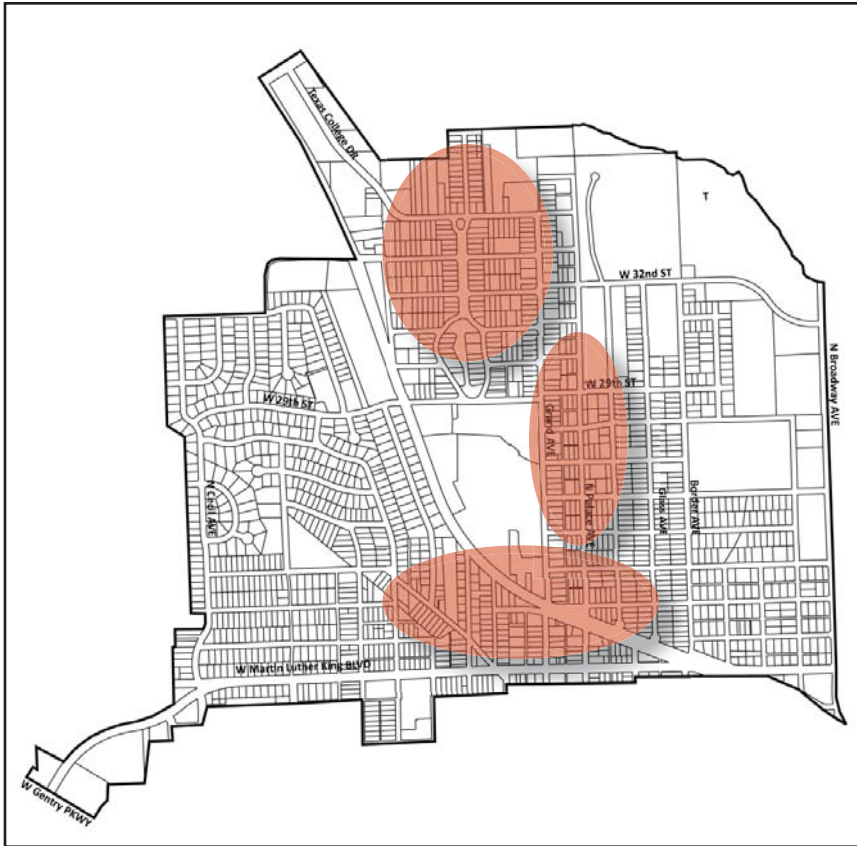 Texas College DR
T
W 32nd ST
N Broadway AVE
W 29th ST
W 29th ST
Grand AVE
N Palace AVE
Glass AVE
Border AVE
N Cecil AVE
W Martin Luther King BLVD
W Gentry PKWY